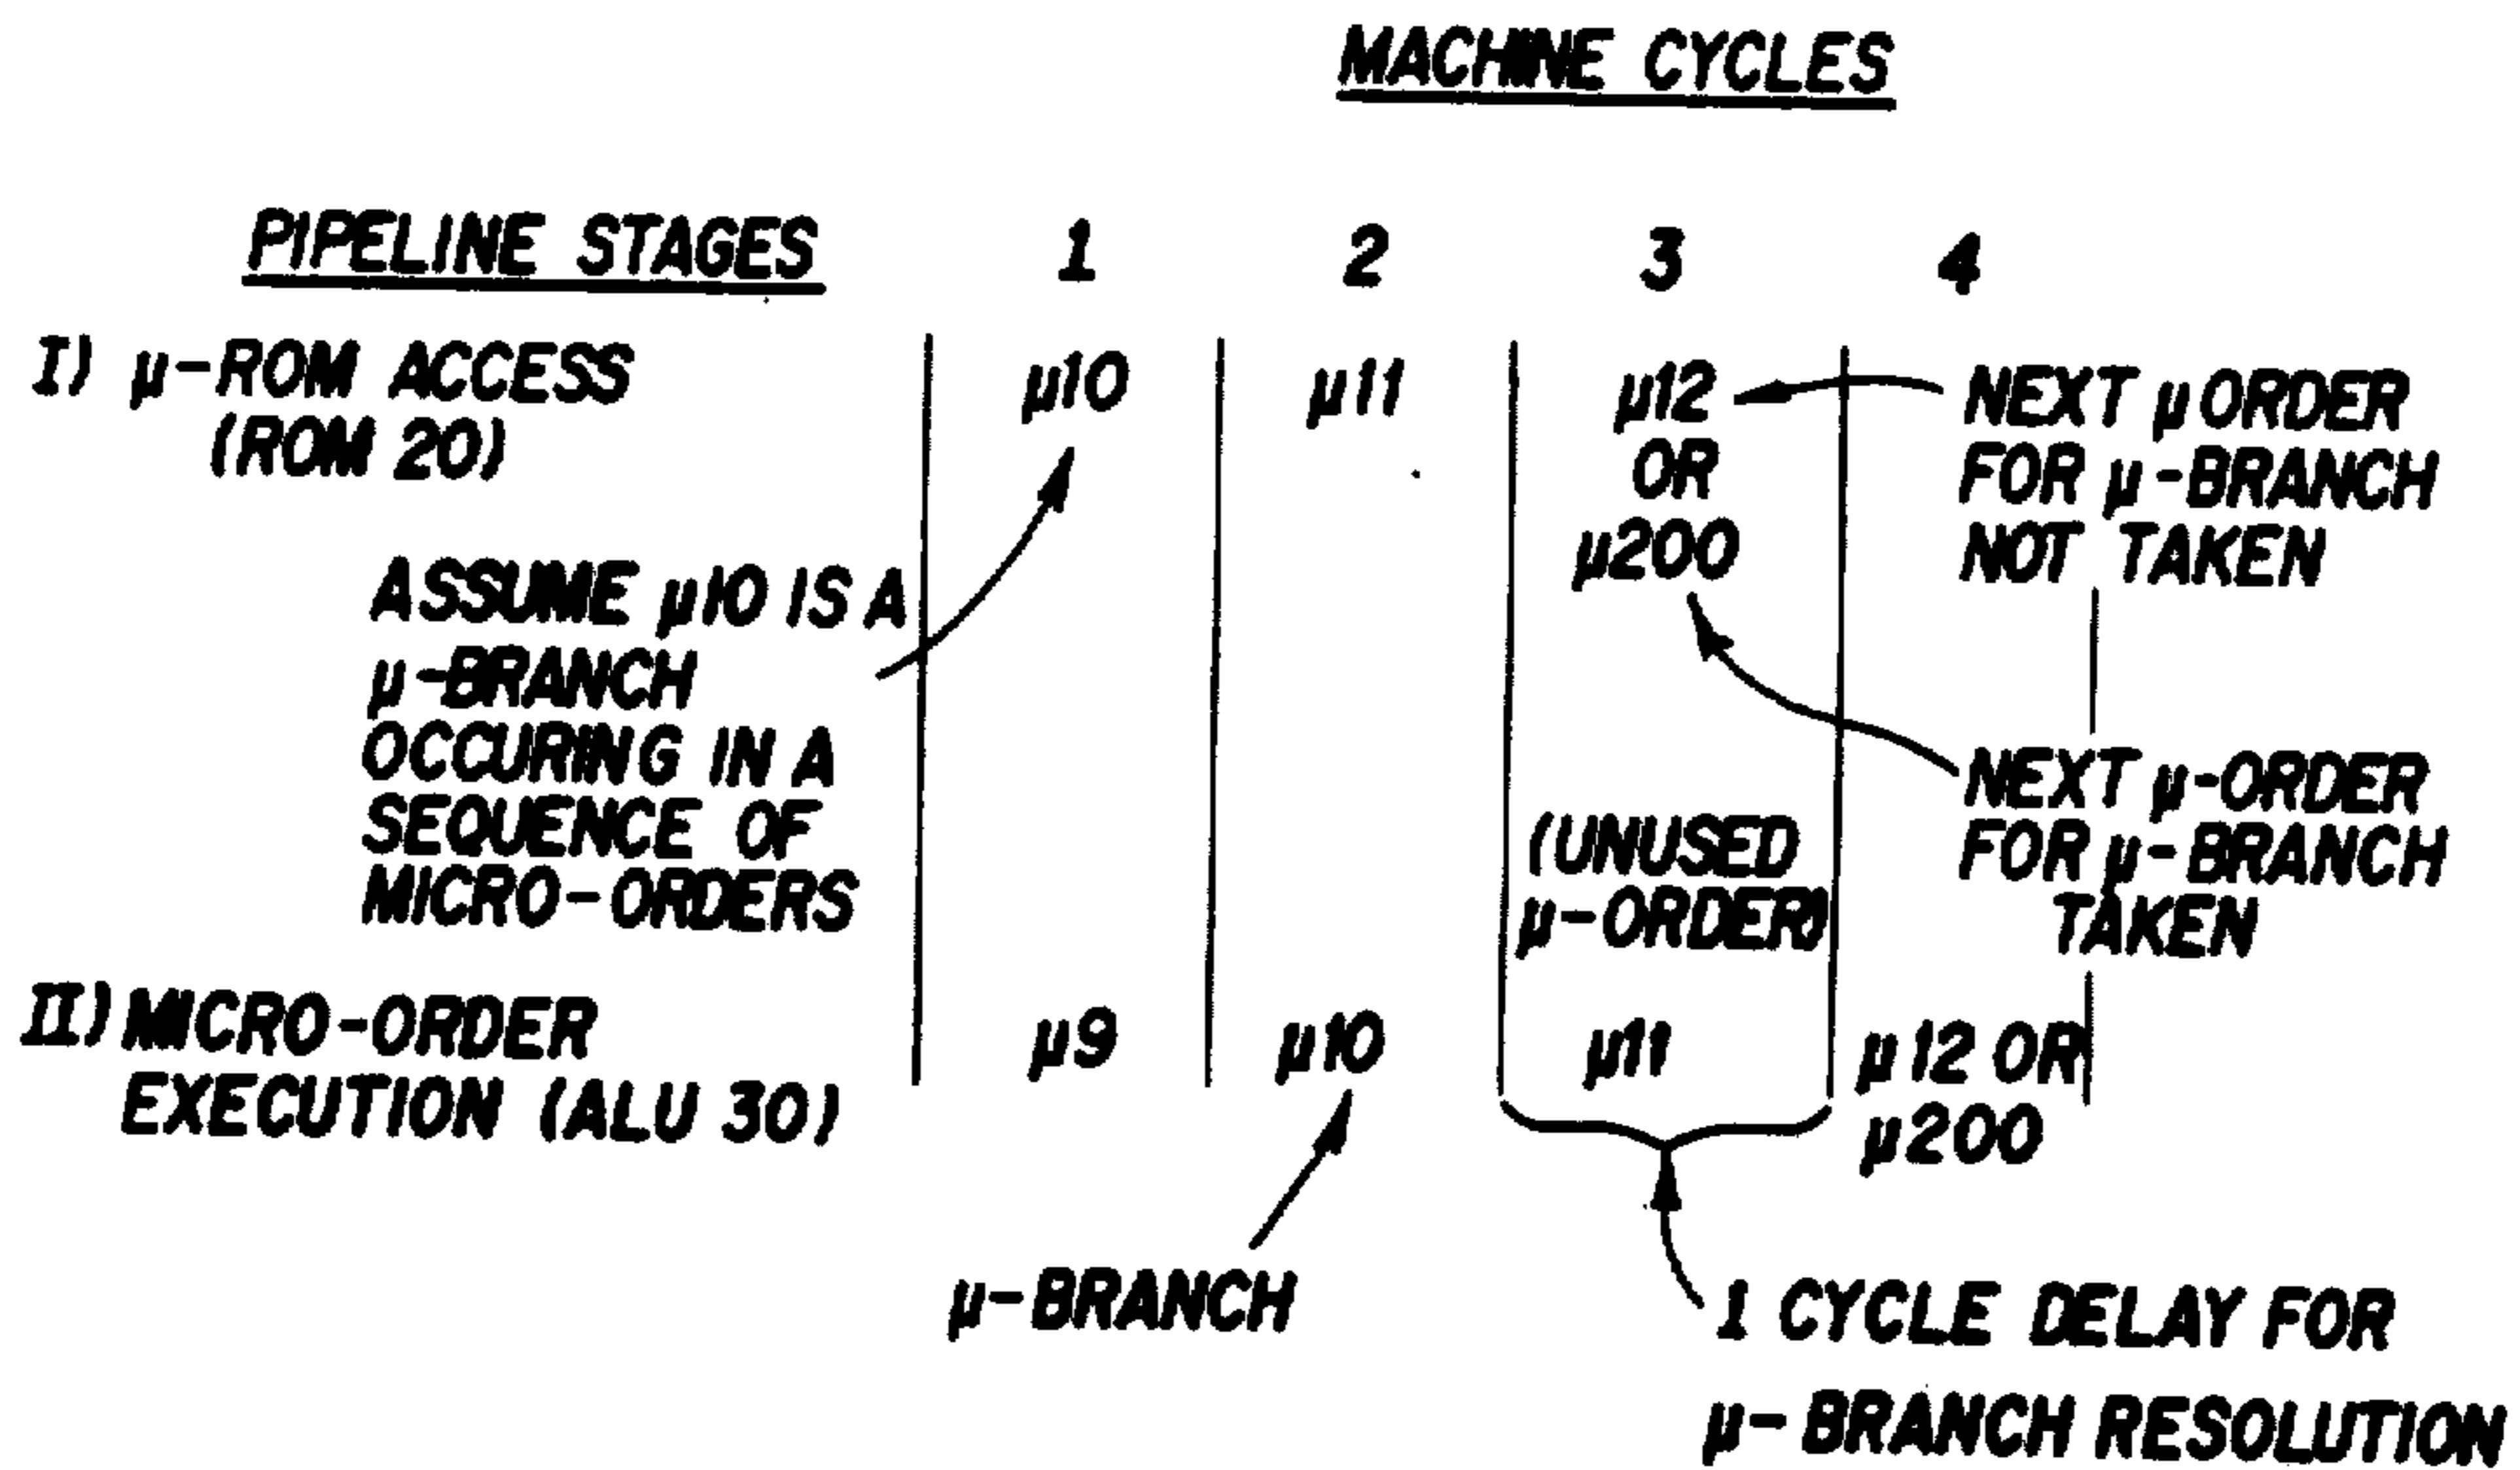 MACHINE CYCLES
PIPELINE STAGES 1 2 3 4
I) μ-ROM ACCESS
(ROM 20)
μ10
μ11
μ12
OR
μ200
NEXT μORDER
FOR μ-BRANCH
NOT TAKEN
ASSUME μ10 IS A
μ-BRANCH
OCCURING IN A
SEQUENCE OF
MICRO-ORDERS
NEXT μ-ORDER
FOR μ-BRANCH
TAKEN
(UNUSED
μ-ORDER)
II) MICRO-ORDER
EXECUTION (ALU 30)
μ9
μ10
μ11
μ12 OR
μ200
μ-BRANCH
1 CYCLE DELAY FOR
μ-BRANCH RESOLUTION